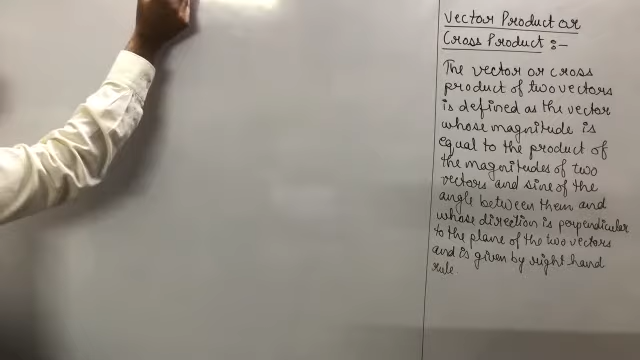 Vector Product or
Cross Product :-
The vector or cross
product of two vectors
is defined as the vector
whose magnitude is
equal to the product of
the magnitudes of two
vectors and sine of the
angle between them and
whose direction is perpendicular
to the plane of the two vectors
and is given by right hand
rule.